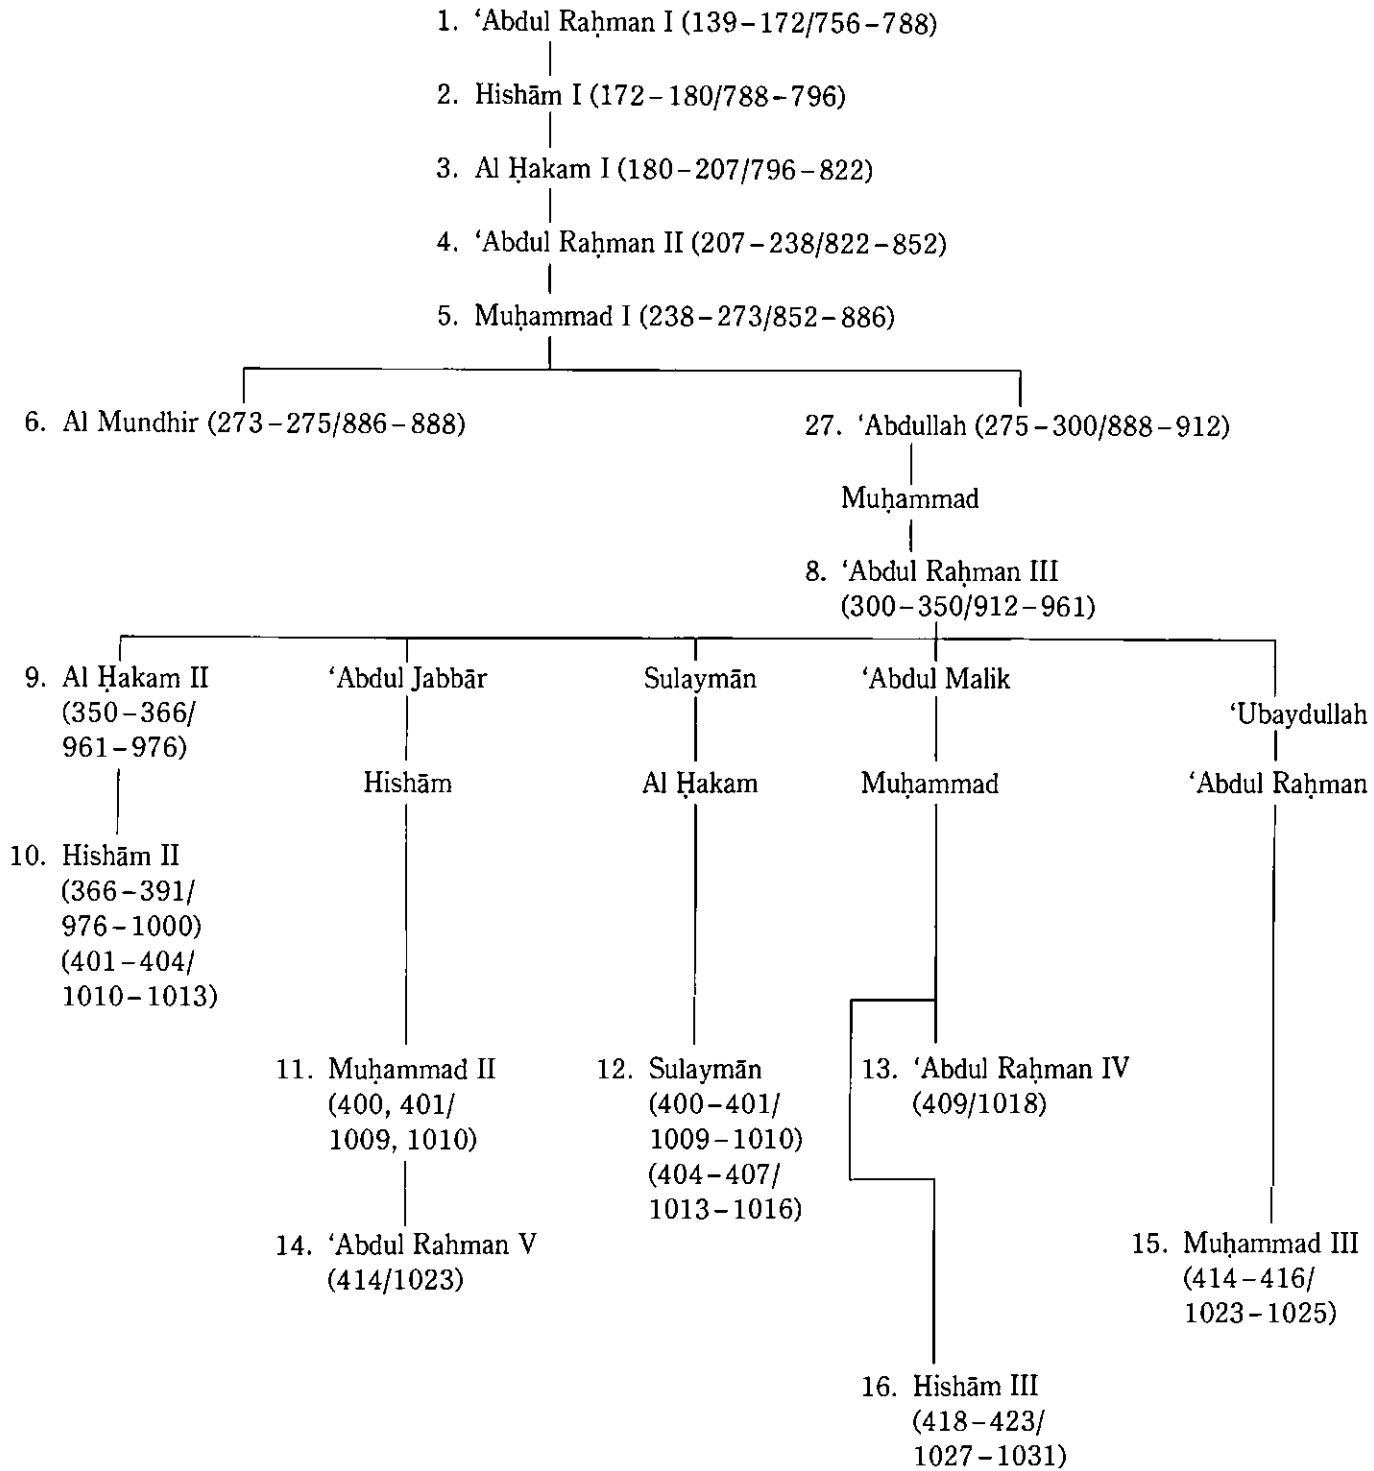 1. ‘Abdul Raḥman I (139–172/756–788)
2. Hishām I (172–180/788–796)
3. Al Ḥakam I (180–207/796–822)
4. ‘Abdul Raḥman II (207–238/822–852)
5. Muḥammad I (238–273/852–886)
6. Al Mundhir (273–275/886–888)
27. ‘Abdullah (275–300/888–912)
Muḥammad
8. ‘Abdul Raḥman III
(300–350/912–961)
9. Al Ḥakam II
(350–366/
961–976)
‘Abdul Jabbār
Sulaymān
‘Abdul Malik
‘Ubaydullah
Hishām
Al Ḥakam
Muḥammad
‘Abdul Raḥman
10. Hishām II
(366–391/
976–1000)
(401–404/
1010–1013)
11. Muḥammad II
(400, 401/
1009, 1010)
12. Sulaymān
(400–401/
1009–1010)
(404–407/
1013–1016)
13. ‘Abdul Raḥman IV
(409/1018)
14. ‘Abdul Rahman V
(414/1023)
15. Muḥammad III
(414–416/
1023–1025)
16. Hishām III
(418–423/
1027–1031)